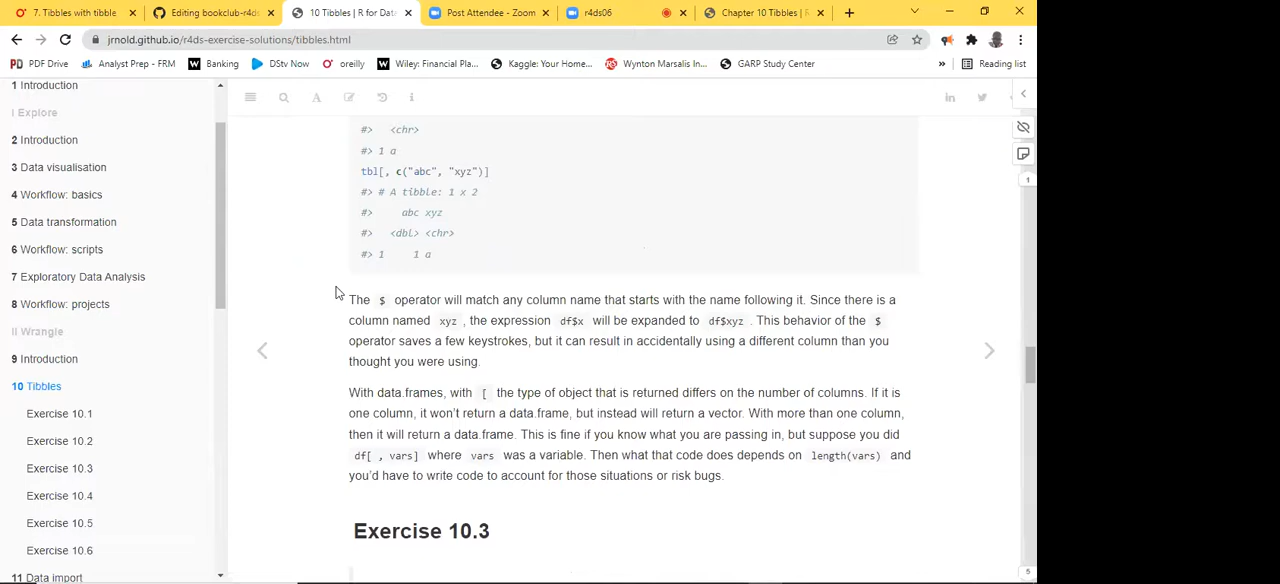 7. Tibbles with tibble
Editing bookclub-r4ds
10 Tibbles | R for Dat
Post Attendee - Zoom
r4ds06
Chapter 10 Tibbles | R
jrnold.github.io/r4ds-exercise-solutions/tibbles.html
PDF Drive
Analyst Prep - FRM
Banking
DStv Now
oreilly
Wiley: Financial Pla...
Kaggle: Your Home...
Wynton Marsalis In...
GARP Study Center
»
Reading list
1 Introduction
I Explore
2 Introduction
3 Data visualisation
4 Workflow: basics
5 Data transformation
6 Workflow: scripts
7 Exploratory Data Analysis
8 Workflow: projects
II Wrangle
9 Introduction
10 Tibbles
Exercise 10.1
Exercise 10.2
Exercise 10.3
Exercise 10.4
Exercise 10.5
Exercise 10.6
11 Data import
#>   <chr>
#> 1 a
tbl[, c("abc", "xyz")]
#> # A tibble: 1 x 2
#>     abc xyz
#>   <dbl> <chr>
#> 1     1 a
The $ operator will match any column name that starts with the name following it. Since there is a
column named xyz , the expression df$x will be expanded to df$xyz . This behavior of the $
operator saves a few keystrokes, but it can result in accidentally using a different column than you
thought you were using.
With data.frames, with [ the type of object that is returned differs on the number of columns. If it is
one column, it won't return a data.frame, but instead will return a vector. With more than one column,
then it will return a data.frame. This is fine if you know what you are passing in, but suppose you did
df[ , vars] where vars was a variable. Then what that code does depends on length(vars) and
you'd have to write code to account for those situations or risk bugs.
Exercise 10.3
1
5